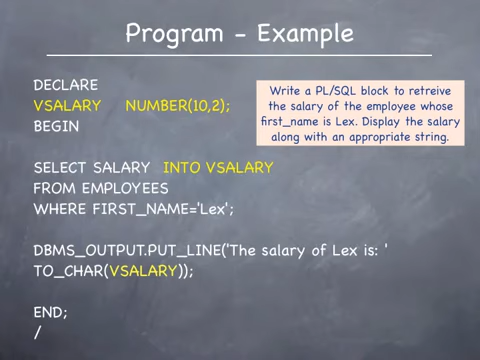 Program - Example
DECLARE
VSALARY NUMBER(10,2);
BEGIN
SELECT SALARY INTO VSALARY
FROM EMPLOYEES
WHERE FIRST_NAME='Lex';
DBMS_OUTPUT.PUT_LINE('The salary of Lex is: '
TO_CHAR(VSALARY));
END;
/
Write a PL/SQL block to retreive
the salary of the employee whose
first_name is Lex. Display the salary
along with an appropriate string.